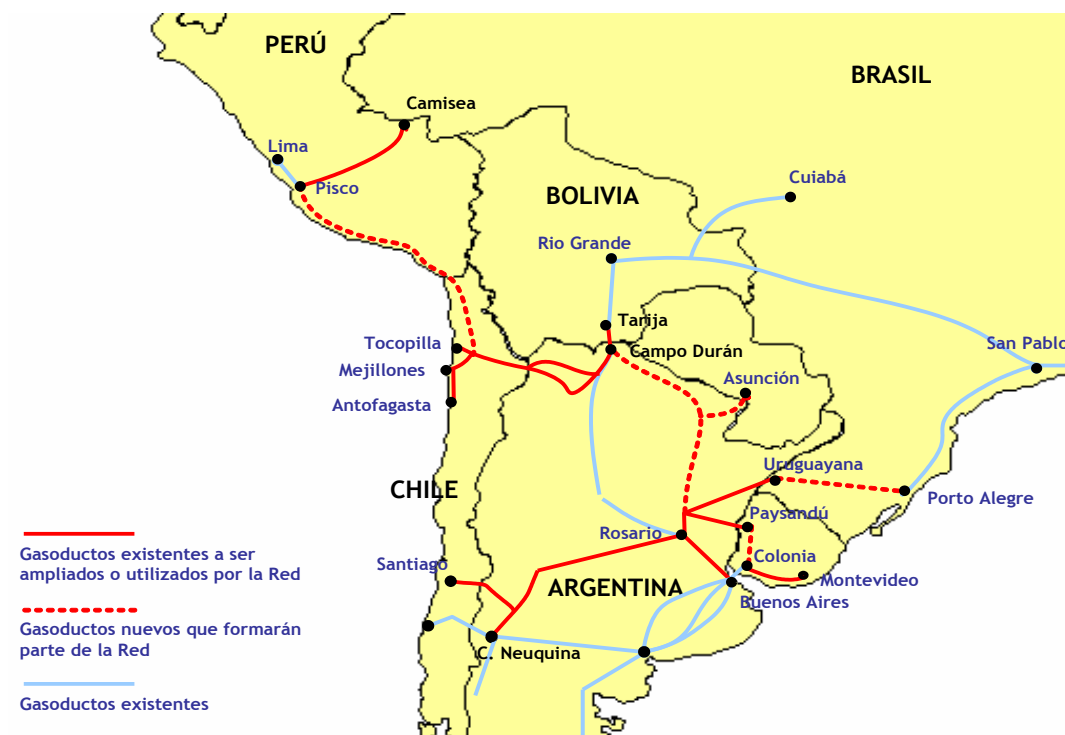 PERÚ
BRASIL
Camisea
Lima
Pisco
Cuiabá
BOLIVIA
Rio Grande
Tarija
Tocopilla
Campo Durán
San Pablo
Mejillones
Asunción
Antofagasta
Uruguayana
CHILE
Porto Alegre
Paysandú
Rosario
Gasoductos existentes a ser
ampliados o utilizados por la Red
Santiago
Colonia
Montevideo
ARGENTINA
Buenos Aires
Gasoductos nuevos que formarán
parte de la Red
C. Neuquina
Gasoductos existentes